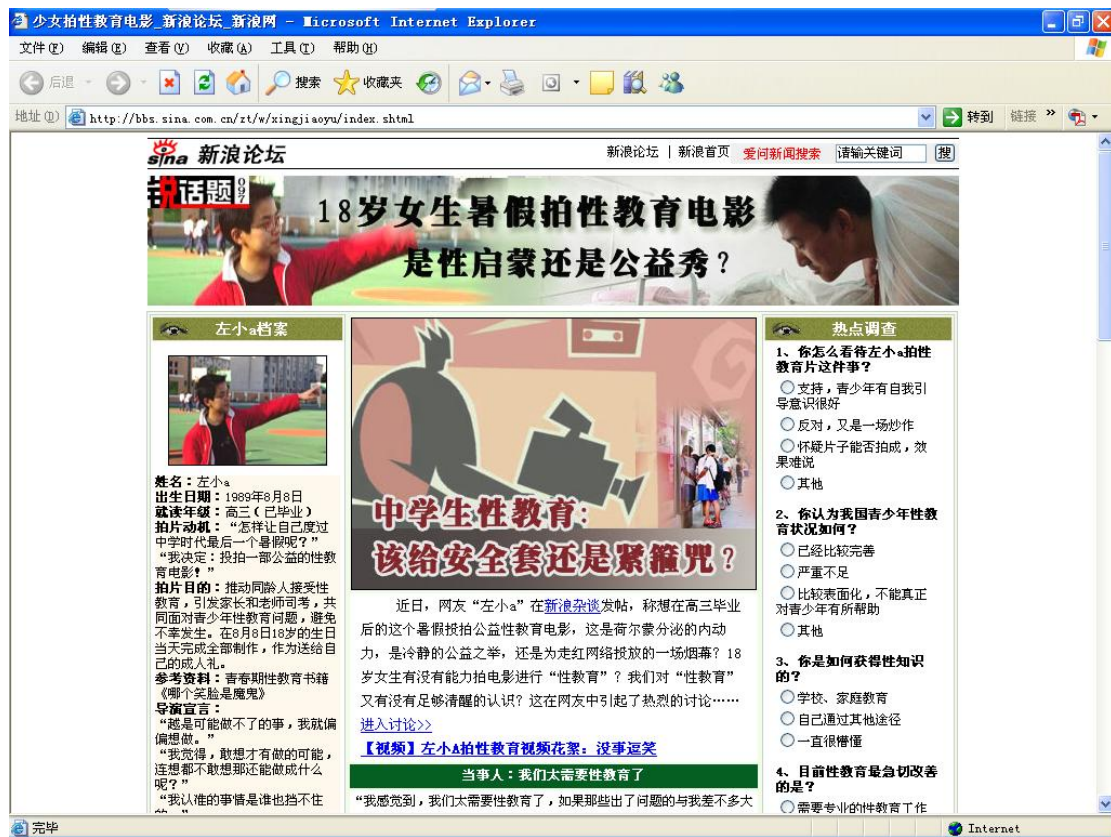 少女拍性教育电影_新浪论坛_新浪网 - Microsoft Internet Explorer
文件(F) 编辑(E) 查看(V) 收藏(A) 工具(T) 帮助(H)
后退 搜索 收藏夹
地址(D) http://bbs.sina.com.cn/zt/w/xingjiaoyu/index.shtml 转到 链接 »
sina 新浪论坛 新浪论坛 | 新浪首页 爱问新闻搜索 请输关键词 搜
锐话题 097
18岁女生暑假拍性教育电影
是性启蒙还是公益秀?
左小a档案
姓名:左小a
出生日期:1989年8月8日
就读年级:高三(已毕业)
拍片动机:“怎样让自己度过
中学时代最后一个暑假呢?”
“我决定:投拍一部公益的性教
育电影!”
拍片目的:推动同龄人接受性
教育,引发家长和老师司考,共
同面对青少年性教育问题,避免
不幸发生。在8月8日18岁的生日
当天完成全部制作,作为送给自
己的成人礼。
参考资料:青春期性教育书籍
《哪个笑脸是魔鬼》
导演宣言:
“越是可能做不了的事,我就偏
偏想做。”
“我觉得,敢想才有做的可能,
连想都不敢想那还能做成什么
呢?”
“我认准的事情是谁也挡不住
中学生性教育:
该给安全套还是紧箍咒?
近日,网友“左小a”在新浪杂谈发帖,称想在高三毕业
后的这个暑假投拍公益性教育电影,这是荷尔蒙分泌的内动
力,是冷静的公益之举,还是为走红网络投放的一场烟幕?18
岁女生有没有能力拍电影进行“性教育”?我们对“性教育”
又有没有足够清醒的认识?这在网友中引起了热烈的讨论……
进入讨论>>
【视频】左小A拍性教育视频花絮:没事逗笑
当事人:我们太需要性教育了
“我感觉到,我们太需要性教育了,如果那些出了问题的与我差不多大
热点调查
1、你怎么看待左小a拍性
教育片这件事?
支持,青少年有自我引
导意识很好
反对,又是一场炒作
怀疑片子能否拍成,效
果难说
其他
2、你认为我国青少年性教
育状况如何?
已经比较完善
严重不足
比较表面化,不能真正
对青少年有所帮助
其他
3、你是如何获得性知识
的?
学校、家庭教育
自己通过其他途径
一直很懵懂
4、目前性教育最急切改善
的是?
需要专业的性教育工作
完毕 Internet